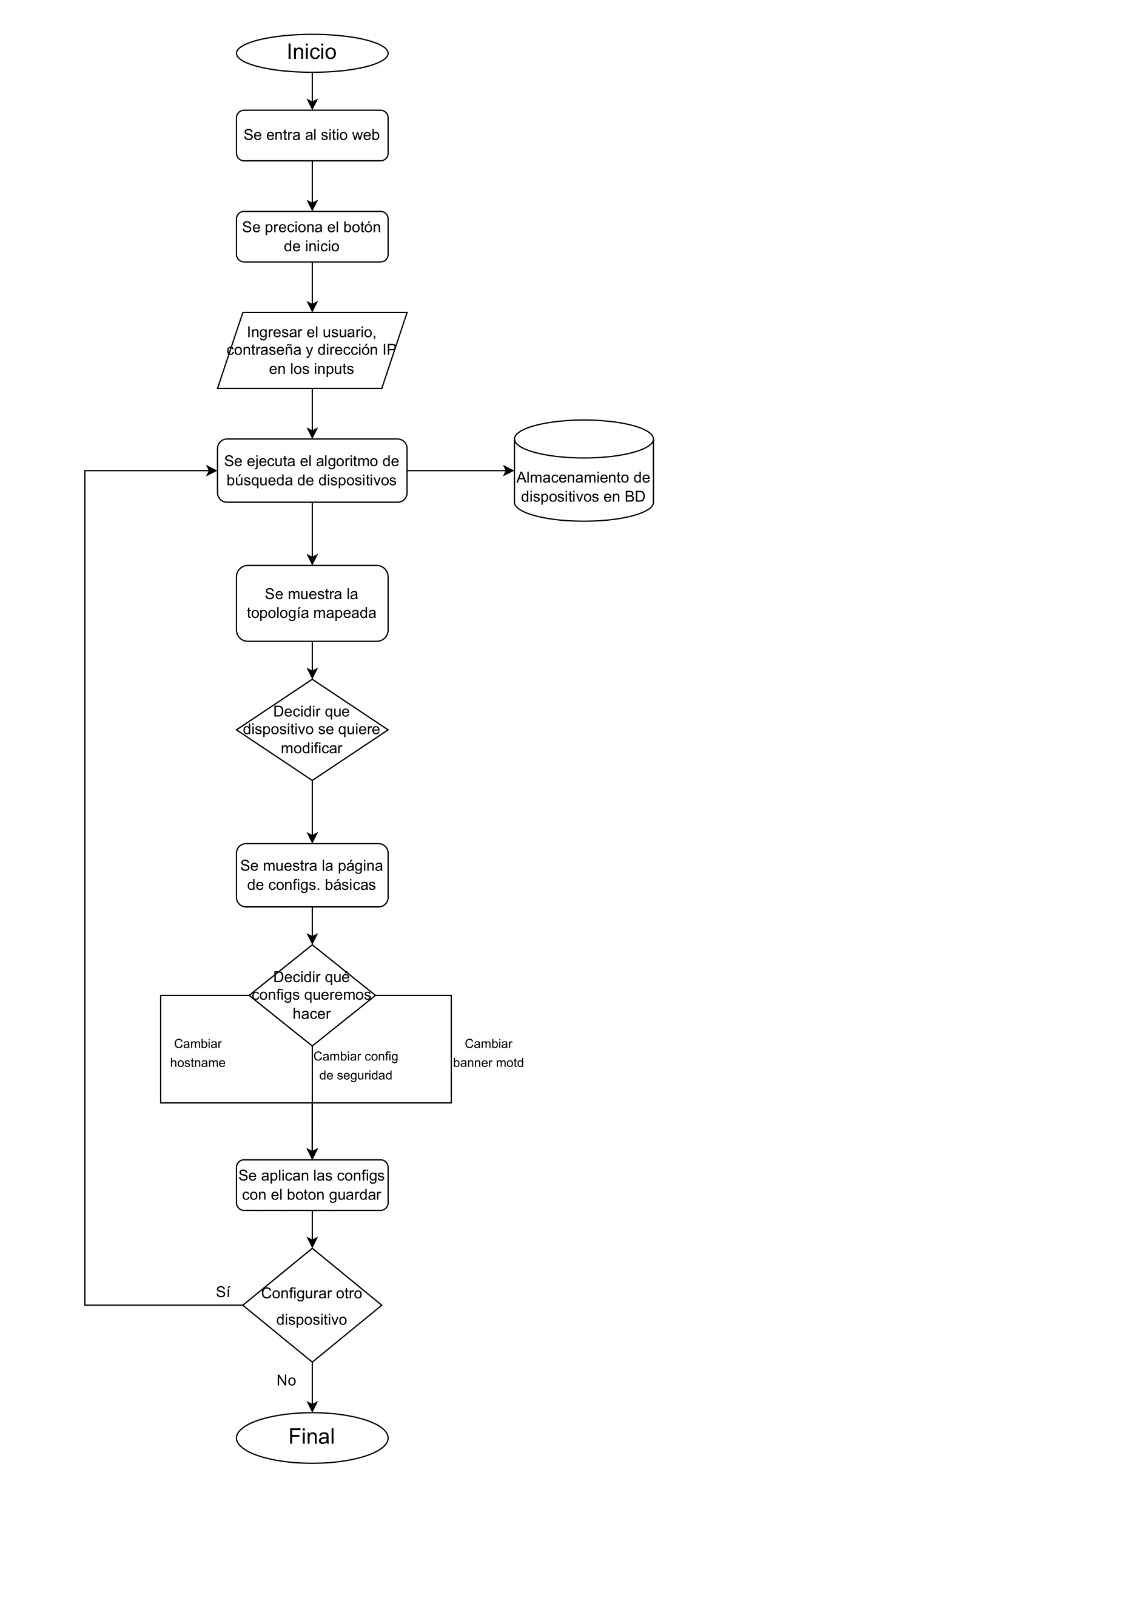 Inicio
Se entra al sitio web
Se preciona el botón
de inicio
Ingresar el usuario,
contraseña y dirección IP
en los inputs
Se ejecuta el algoritmo de
búsqueda de dispositivos
Almacenamiento de
dispositivos en BD
Se muestra la
topología mapeada
Decidir que
dispositivo se quiere
modificar
Se muestra la página
de configs. básicas
Decidir qué
configs queremos
hacer
Cambiar
hostname
Cambiar config
de seguridad
Cambiar
banner motd
Se aplican las configs
con el boton guardar
Configurar otro
dispositivo
Sí
No
Final